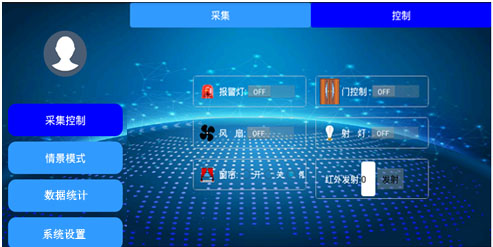 采集
控制
采集控制
情景模式
数据统计
系统设置
报警灯: OFF
门控制: OFF
风 扇: OFF
射 灯: OFF
窗帘: 开 关 停
红外发射 0 发射